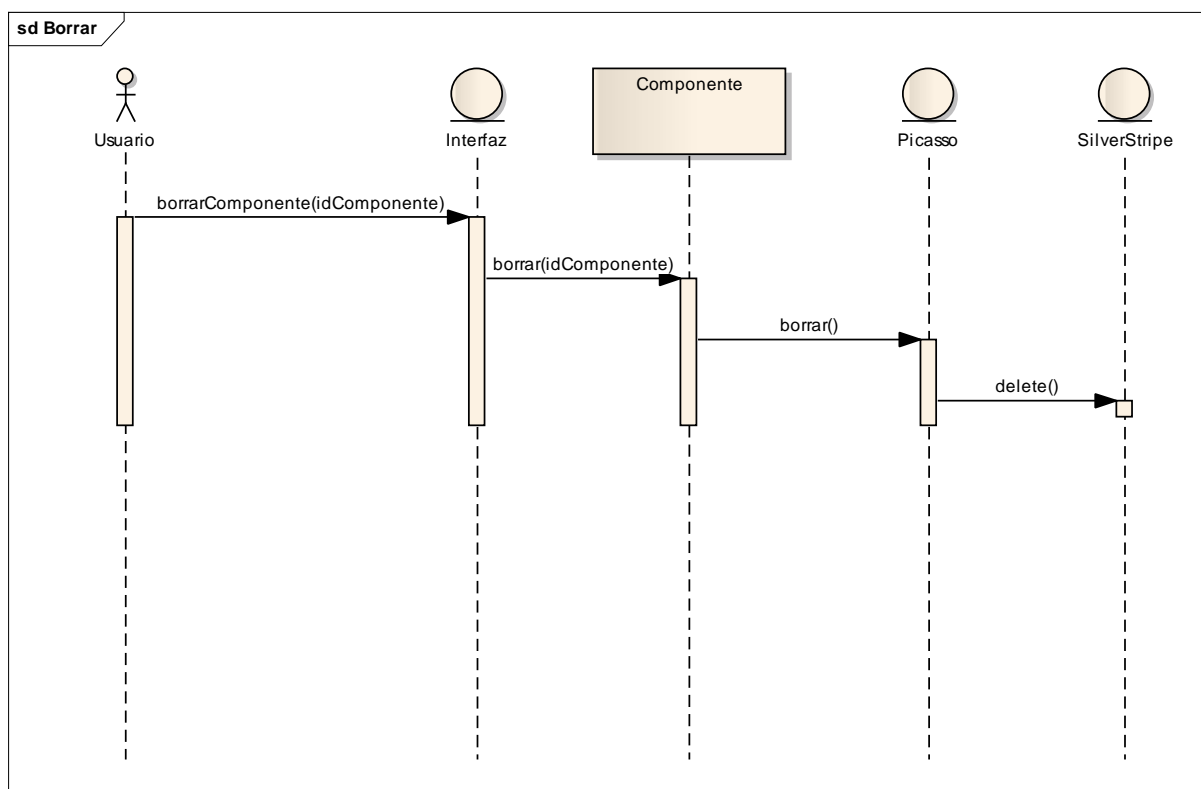 sd Borrar
Usuario
Interfaz
Componente
Picasso
SilverStripe
borrarComponente(idComponente)
borrar(idComponente)
borrar()
delete()